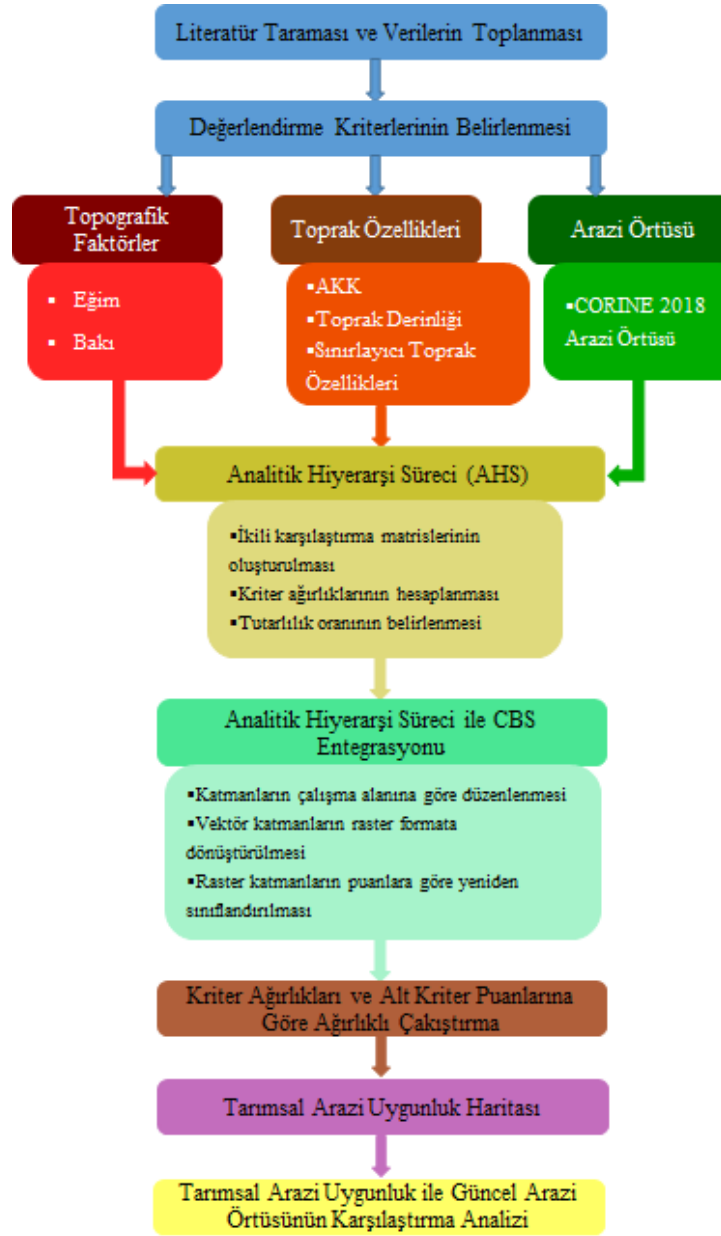 Literatür Taraması ve Verilerin Toplanması
Değerlendirme Kriterlerinin Belirlenmesi
Topografik
Faktörler
▪ Eğim
▪ Bakı
Toprak Özellikleri
▪AKK
▪Toprak Derinliği
▪Sınırlayıcı Toprak
Özellikleri
Arazi Örtüsü
▪CORINE 2018
Arazi Örtüsü
Analitik Hiyerarşi Süreci (AHS)
▪İkili karşılaştırma matrislerinin
oluşturulması
▪Kriter ağırlıklarının hesaplanması
▪Tutarlılık oranının belirlenmesi
Analitik Hiyerarşi Süreci ile CBS
Entegrasyonu
▪Katmanların çalışma alanına göre düzenlenmesi
▪Vektör katmanların raster formata
dönüştürülmesi
▪Raster katmanların puanlara göre yeniden
sınıflandırılması
Kriter Ağırlıkları ve Alt Kriter Puanlarına
Göre Ağırlıklı Çakıştırma
Tarımsal Arazi Uygunluk Haritası
Tarımsal Arazi Uygunluk ile Güncel Arazi
Örtüsünün Karşılaştırma Analizi